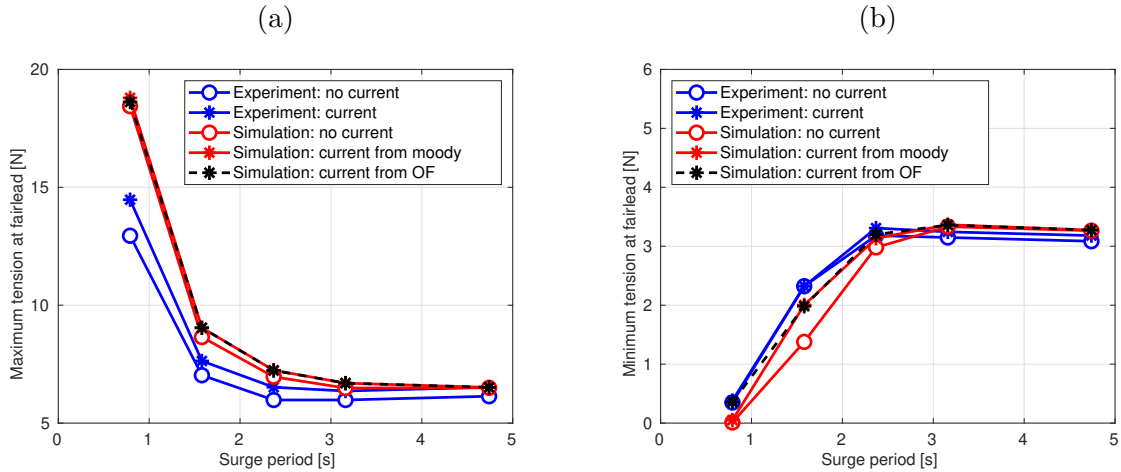 (a)
(b)
20
15
10
5
0
1
2
3
4
5
Maximum tension at fairlead [N]
Surge period [s]
Experiment: no current
Experiment: current
Simulation: no current
Simulation: current from moody
Simulation: current from OF
6
5
4
3
2
1
0
0
1
2
3
4
5
Minimum tension at fairlead [N]
Surge period [s]
Experiment: no current
Experiment: current
Simulation: no current
Simulation: current from moody
Simulation: current from OF